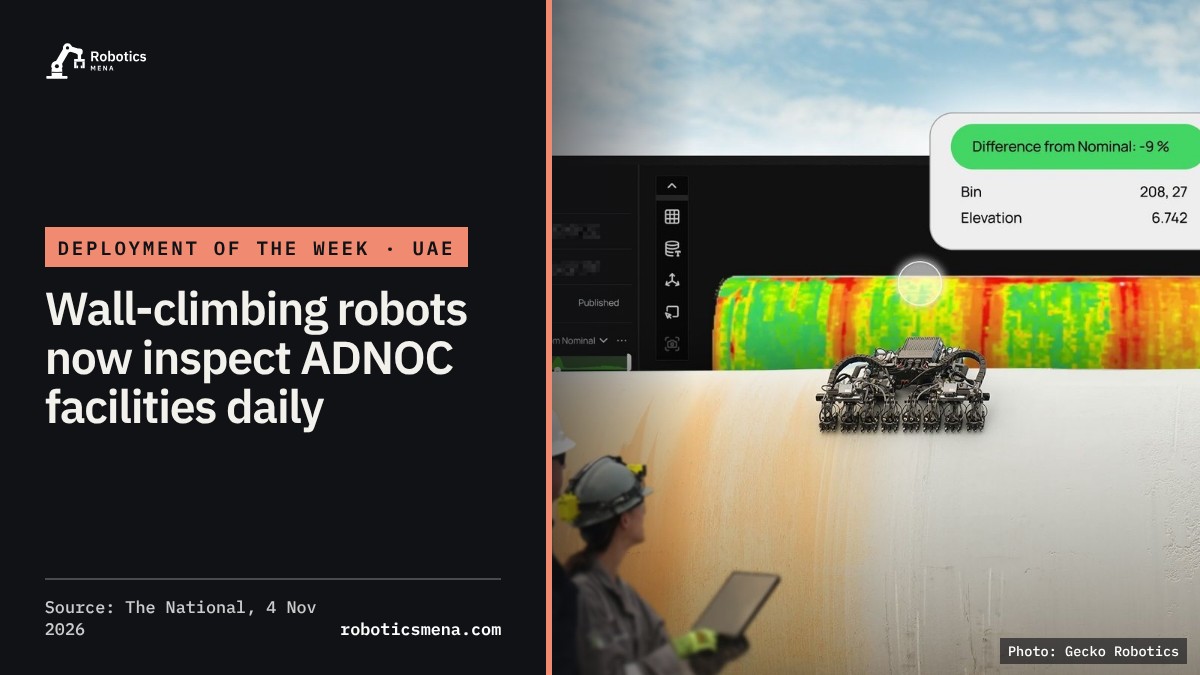 Robotics
MENA
DEPLOYMENT OF THE WEEK · UAE
Wall-climbing robots
now inspect ADNOC
facilities daily
Source: The National, 4 Nov
2026
roboticsmena.com
Difference from Nominal: -9 %
Bin 208, 27
Elevation 6.742
Published
m Nominal
Photo: Gecko Robotics